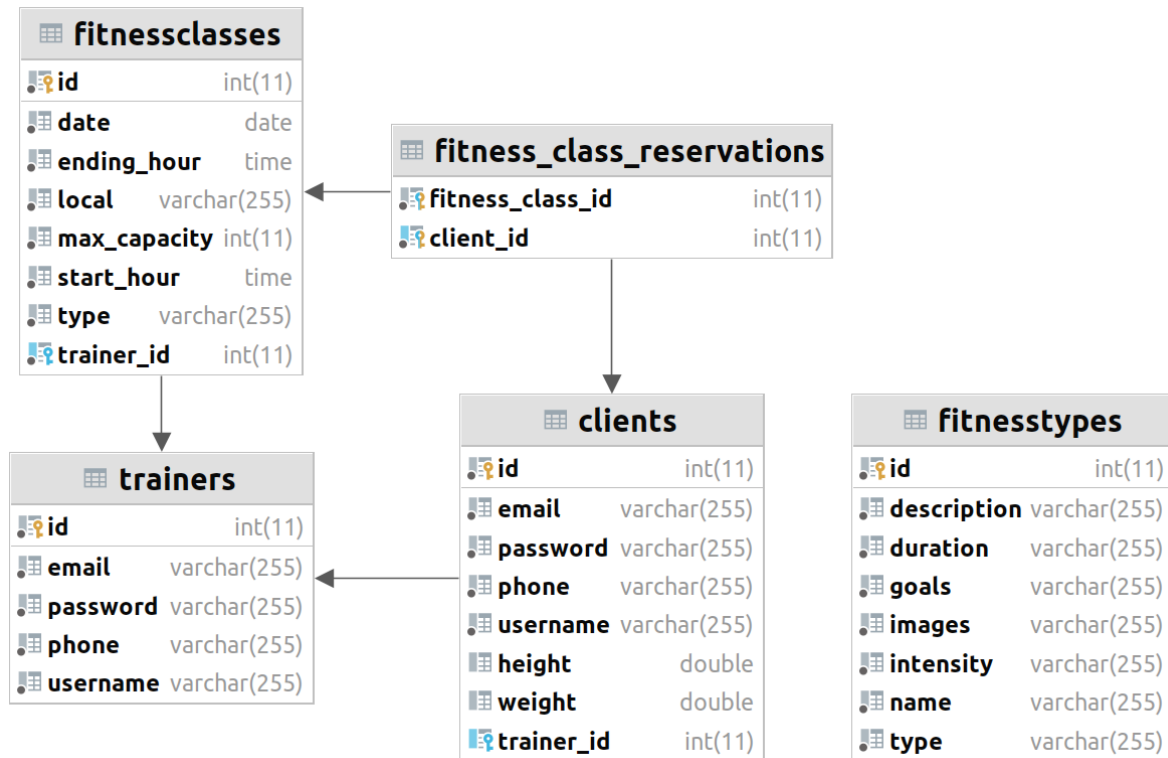 fitnessclasses
id int(11)
date date
ending_hour time
local varchar(255)
max_capacity int(11)
start_hour time
type varchar(255)
trainer_id int(11)
fitness_class_reservations
fitness_class_id int(11)
client_id int(11)
trainers
id int(11)
email varchar(255)
password varchar(255)
phone varchar(255)
username varchar(255)
clients
id int(11)
email varchar(255)
password varchar(255)
phone varchar(255)
username varchar(255)
height double
weight double
trainer_id int(11)
fitnesstypes
id int(11)
description varchar(255)
duration varchar(255)
goals varchar(255)
images varchar(255)
intensity varchar(255)
name varchar(255)
type varchar(255)